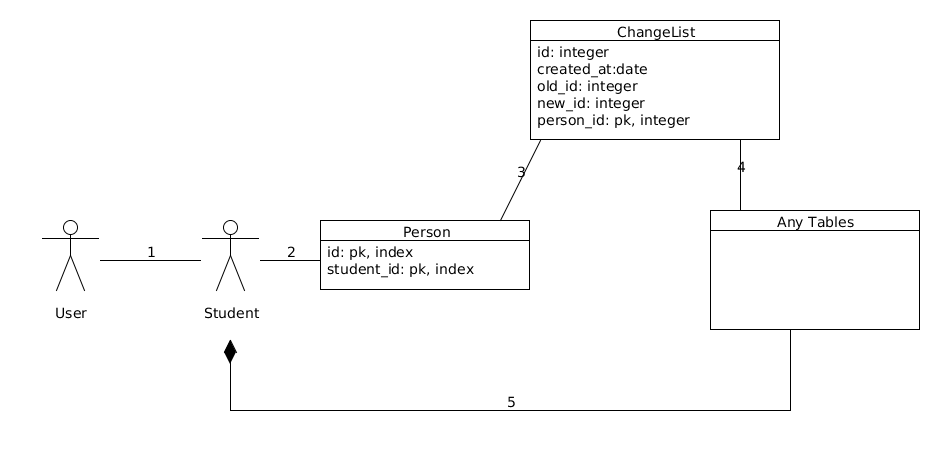 ChangeList
id: integer
created_at:date
old_id: integer
new_id: integer
person_id: pk, integer
3
4
Person
id: pk, index
student_id: pk, index
Any Tables
1
2
User
Student
5